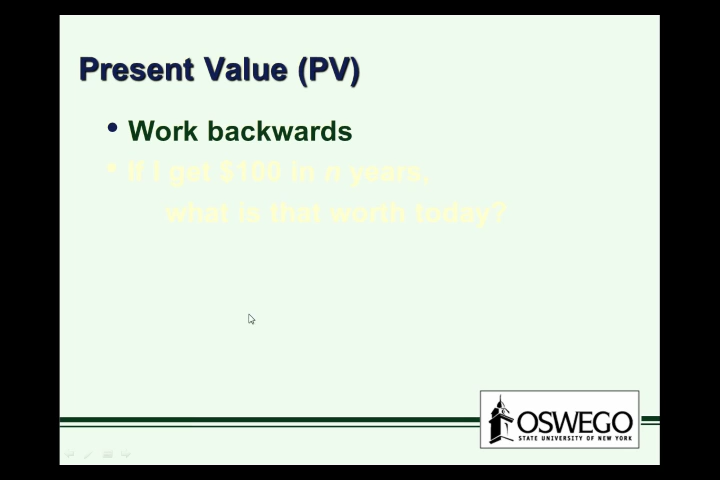 Present Value (PV)
• Work backwards
• If I get $100 in n years,
what is that worth today?
OSWEGO
STATE UNIVERSITY OF NEW YORK